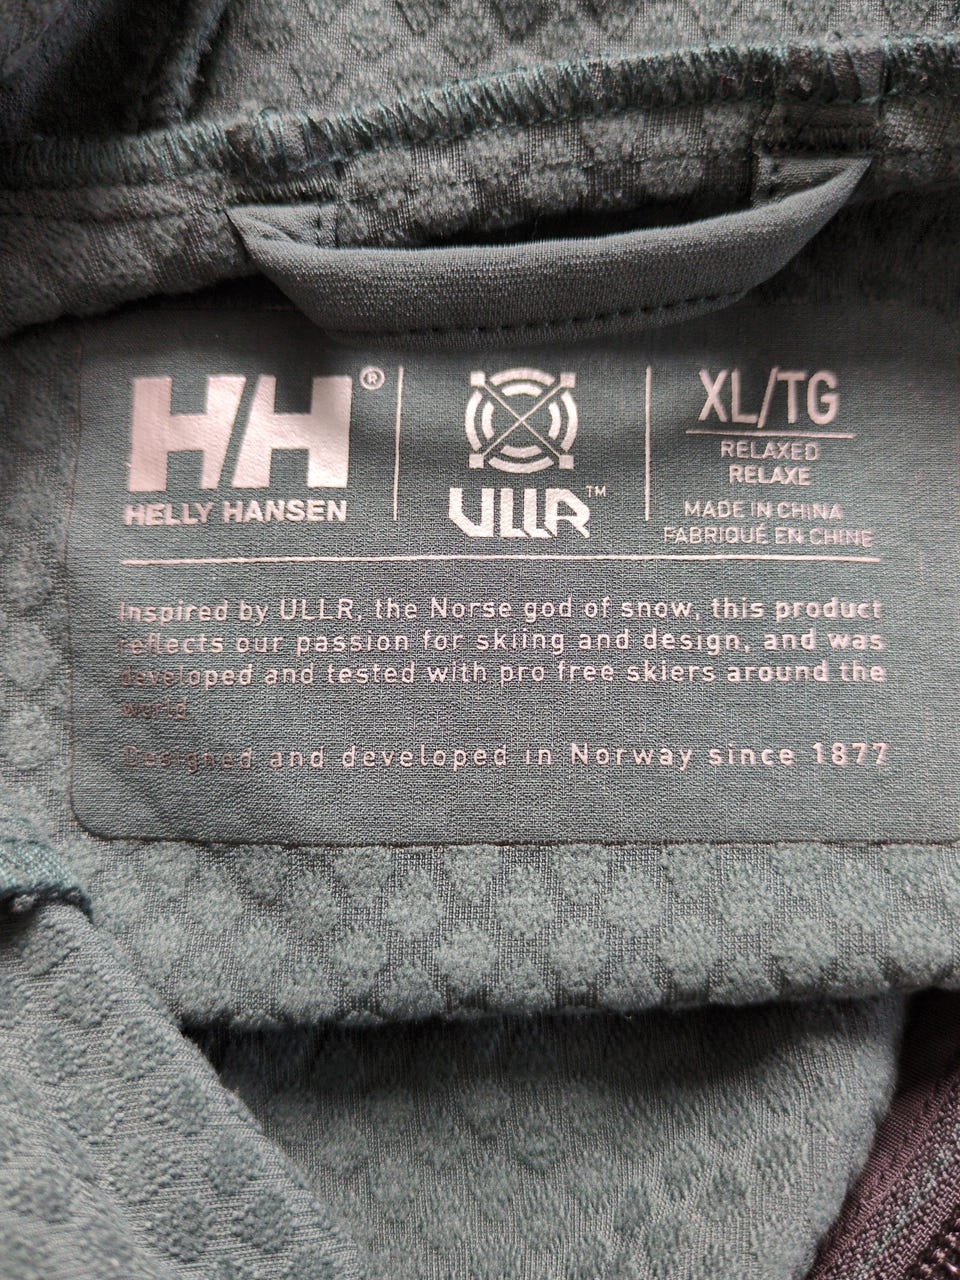 HH®
HELLY HANSEN
ULLR™
XL/TG
RELAXED
RELAXE
MADE IN CHINA
FABRIQUÉ EN CHINE
Inspired by ULLR, the Norse god of snow, this product
reflects our passion for skiing and design, and was
developed and tested with pro free skiers around the
world.
Designed and developed in Norway since 1877